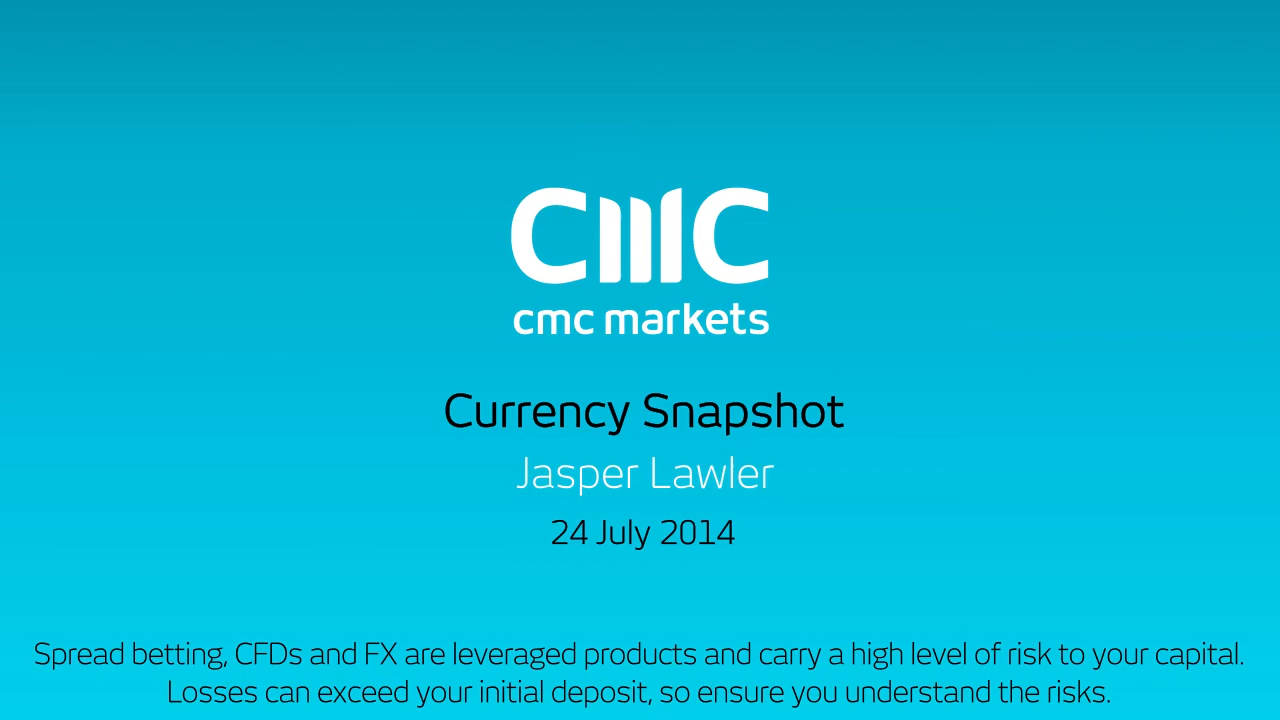 CMC
cmc markets
Currency Snapshot
Jasper Lawler
24 July 2014
Spread betting, CFDs and FX are leveraged products and carry a high level of risk to your capital.
Losses can exceed your initial deposit, so ensure you understand the risks.